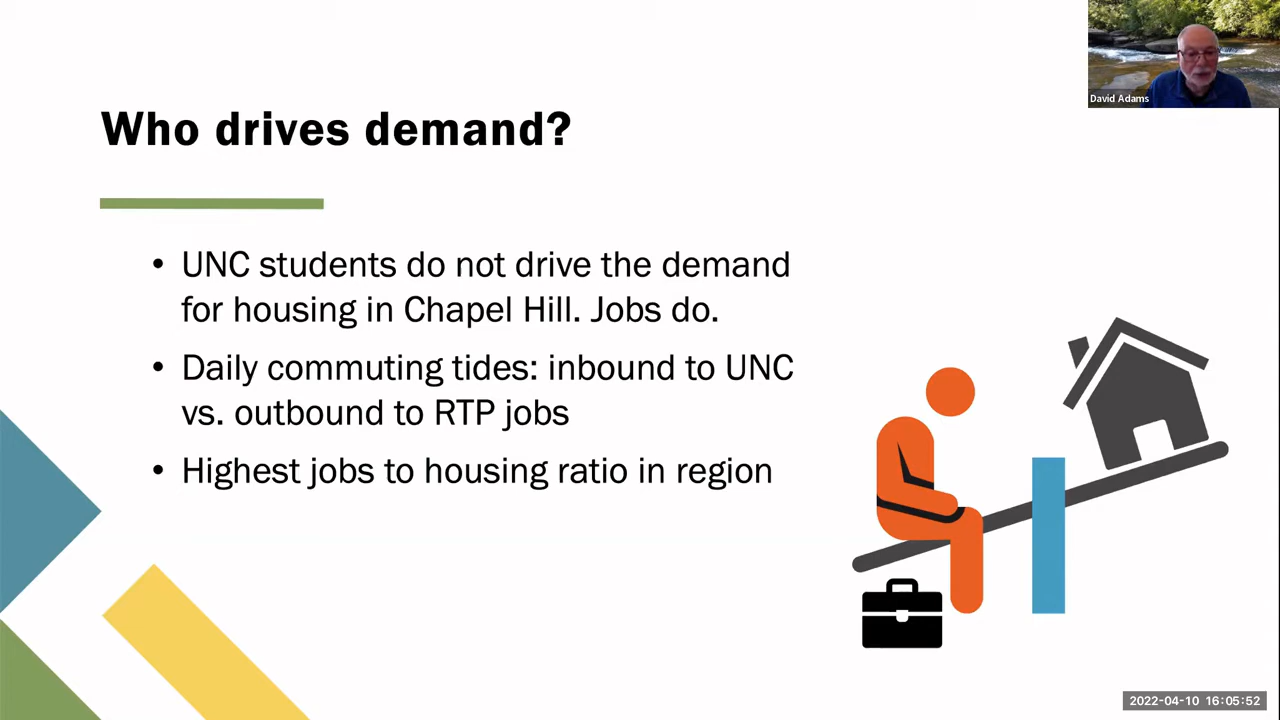 David Adams
Who drives demand?
• UNC students do not drive the demand
for housing in Chapel Hill. Jobs do.
• Daily commuting tides: inbound to UNC
vs. outbound to RTP jobs
• Highest jobs to housing ratio in region
2022-04-10 16:05:52